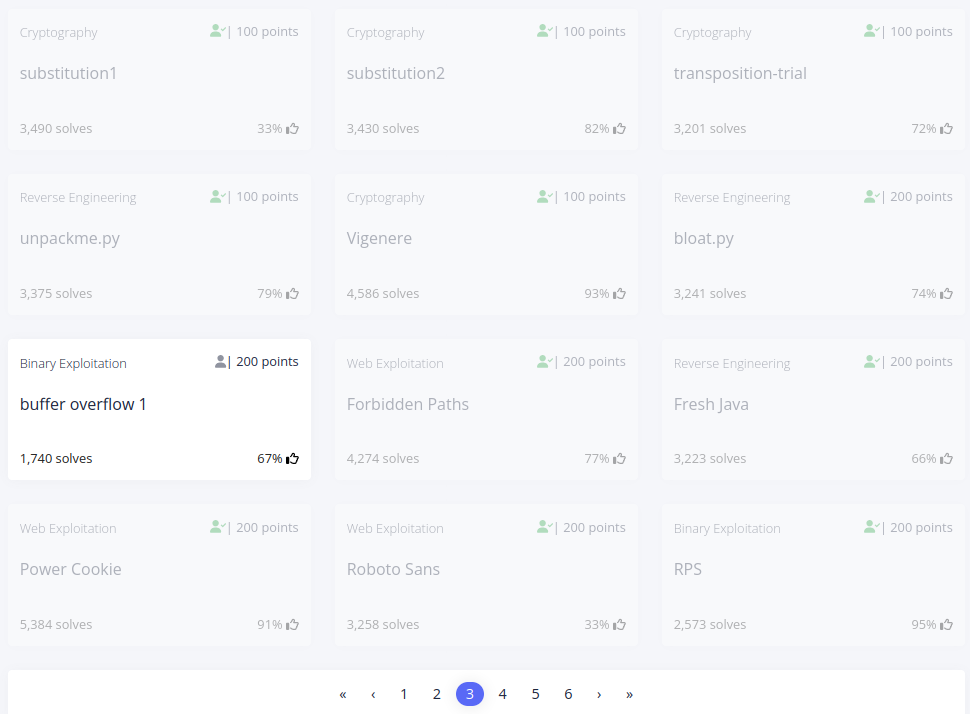 Cryptography | 100 points
substitution1
3,490 solves 33%
Cryptography | 100 points
substitution2
3,430 solves 82%
Cryptography | 100 points
transposition-trial
3,201 solves 72%
Reverse Engineering | 100 points
unpackme.py
3,375 solves 79%
Cryptography | 100 points
Vigenere
4,586 solves 93%
Reverse Engineering | 200 points
bloat.py
3,241 solves 74%
Binary Exploitation | 200 points
buffer overflow 1
1,740 solves 67%
Web Exploitation | 200 points
Forbidden Paths
4,274 solves 77%
Reverse Engineering | 200 points
Fresh Java
3,223 solves 66%
Web Exploitation | 200 points
Power Cookie
5,384 solves 91%
Web Exploitation | 200 points
Roboto Sans
3,258 solves 33%
Binary Exploitation | 200 points
RPS
2,573 solves 95%
« ‹ 1 2 3 4 5 6 › »